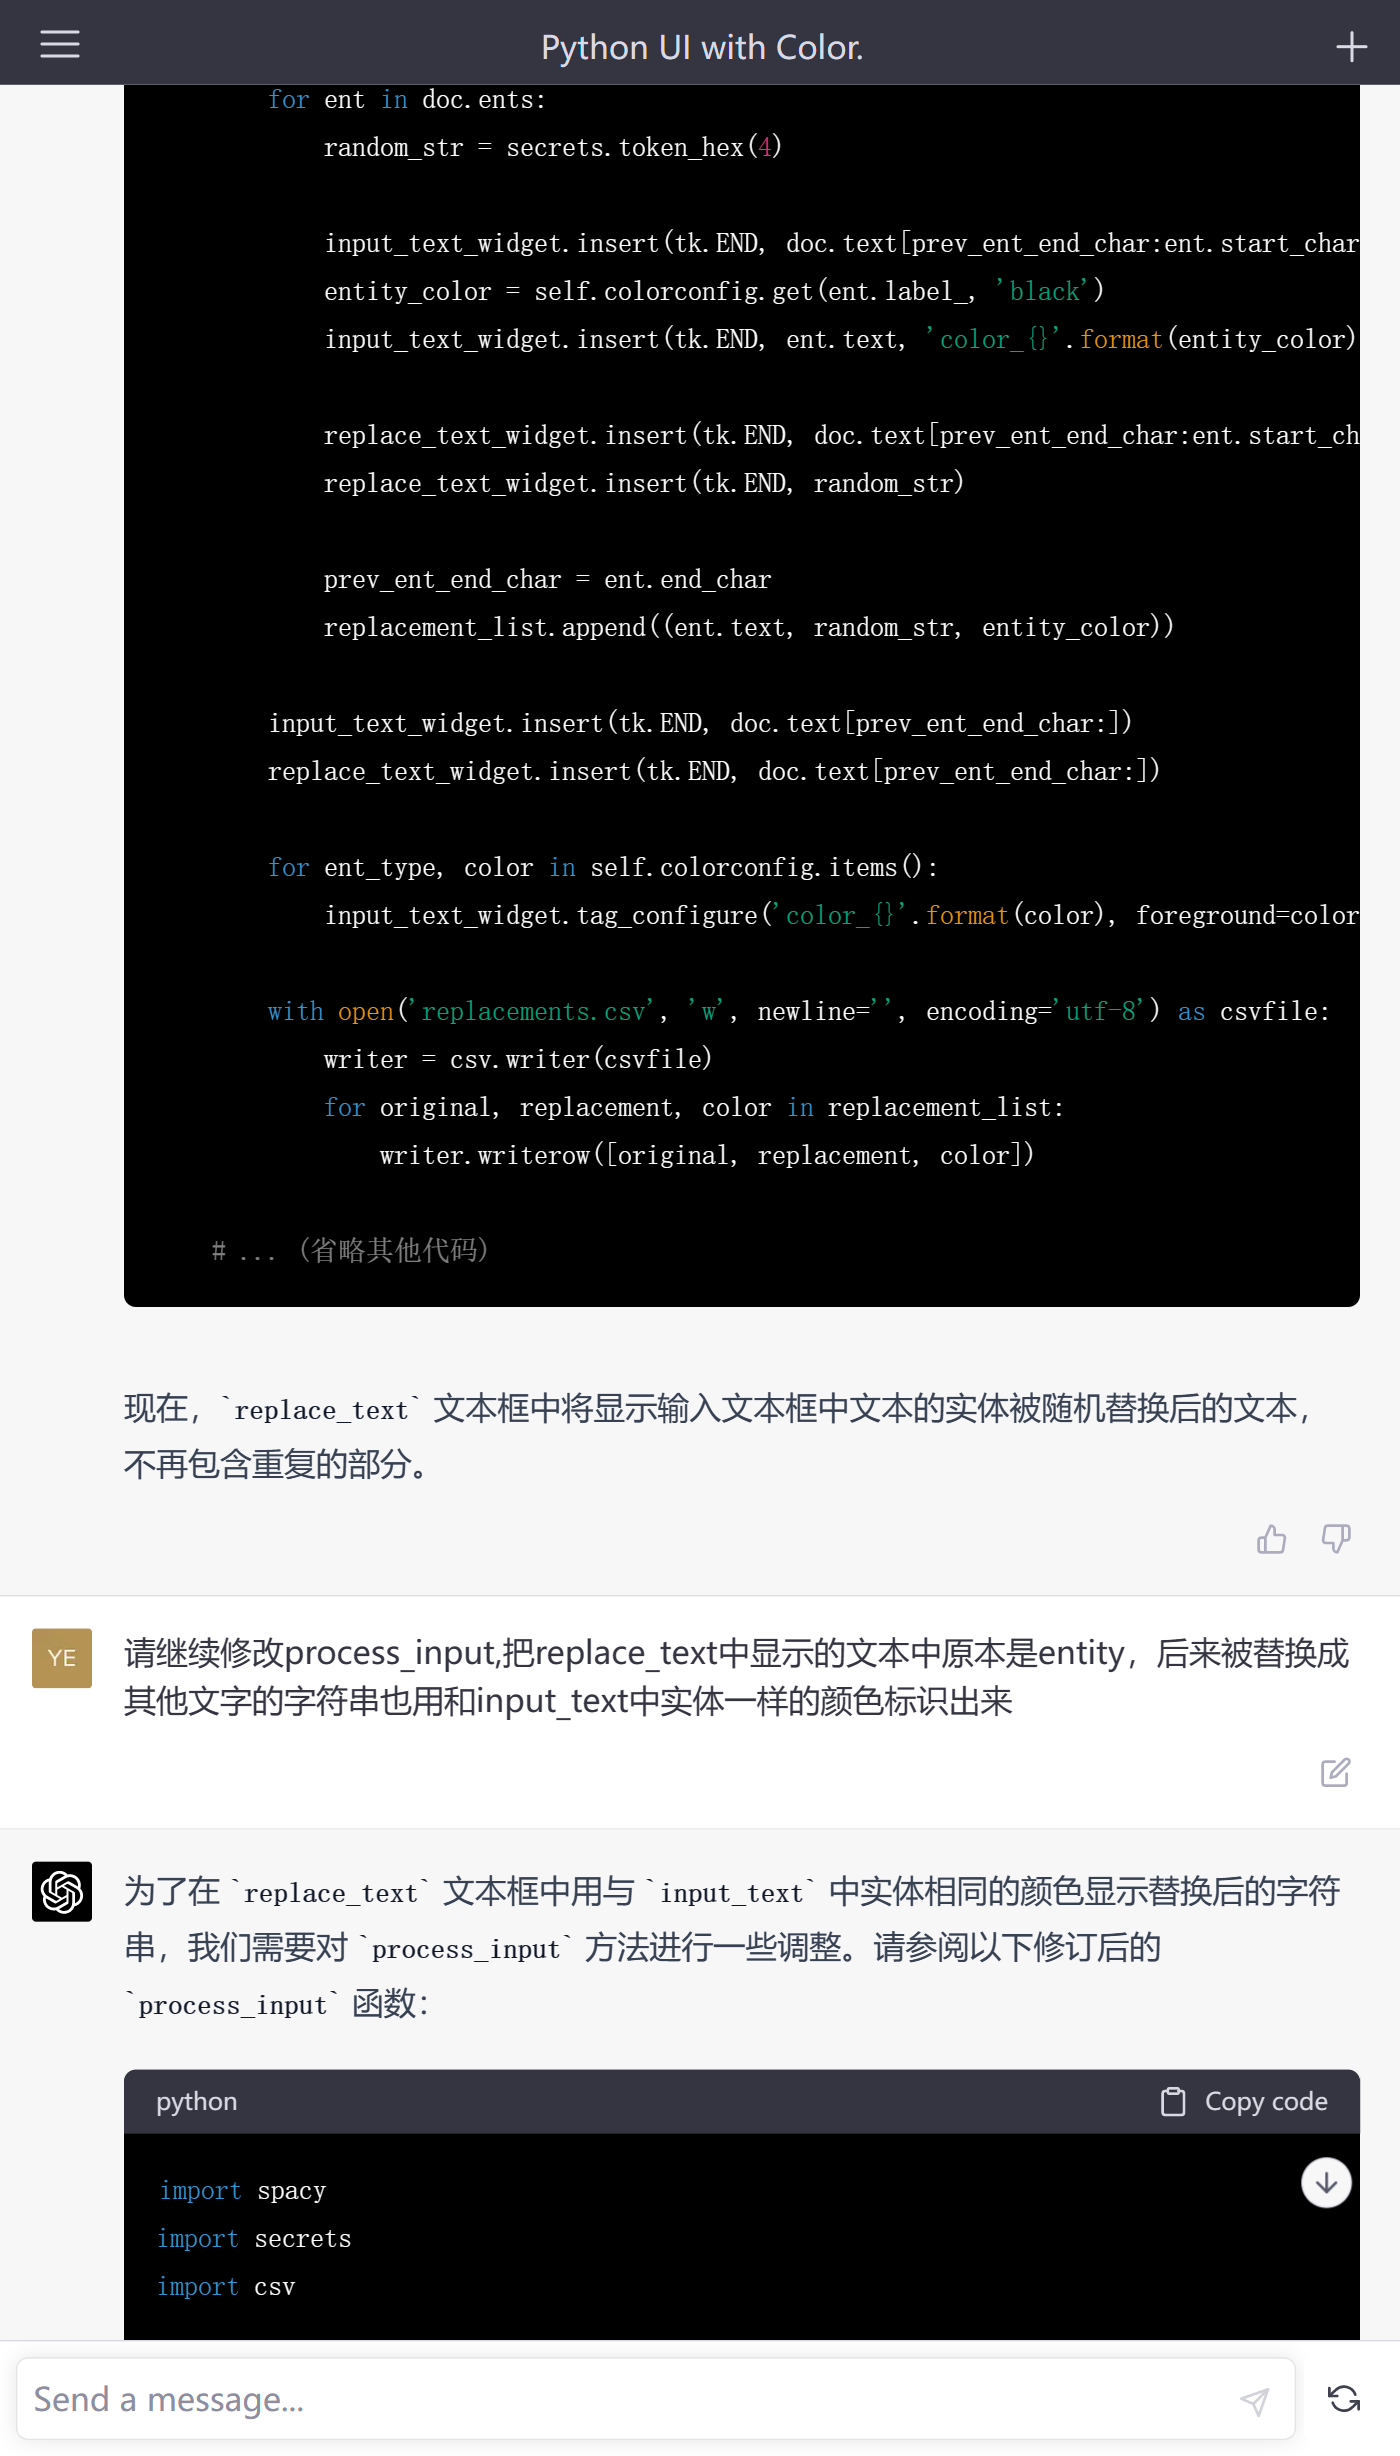 Python UI with Color.
for ent in doc.ents:
random_str = secrets.token_hex(4)
input_text_widget.insert(tk.END, doc.text[prev_ent_end_char:ent.start_char
entity_color = self.colorconfig.get(ent.label_, 'black')
input_text_widget.insert(tk.END, ent.text, 'color_{}'.format(entity_color)
replace_text_widget.insert(tk.END, doc.text[prev_ent_end_char:ent.start_ch
replace_text_widget.insert(tk.END, random_str)
prev_ent_end_char = ent.end_char
replacement_list.append((ent.text, random_str, entity_color))
input_text_widget.insert(tk.END, doc.text[prev_ent_end_char:])
replace_text_widget.insert(tk.END, doc.text[prev_ent_end_char:])
for ent_type, color in self.colorconfig.items():
input_text_widget.tag_configure('color_{}'.format(color), foreground=color
with open('replacements.csv', 'w', newline='', encoding='utf-8') as csvfile:
writer = csv.writer(csvfile)
for original, replacement, color in replacement_list:
writer.writerow([original, replacement, color])
# ... (省略其他代码)
现在，`replace_text` 文本框中将显示输入文本框中文本的实体被随机替换后的文本，
不再包含重复的部分。
YE
请继续修改process_input,把replace_text中显示的文本中原本是entity，后来被替换成
其他文字的字符串也用和input_text中实体一样的颜色标识出来
为了在 `replace_text` 文本框中用与 `input_text` 中实体相同的颜色显示替换后的字符
串，我们需要对 `process_input` 方法进行一些调整。请参阅以下修订后的
`process_input` 函数：
python
Copy code
import spacy
import secrets
import csv
Send a message...